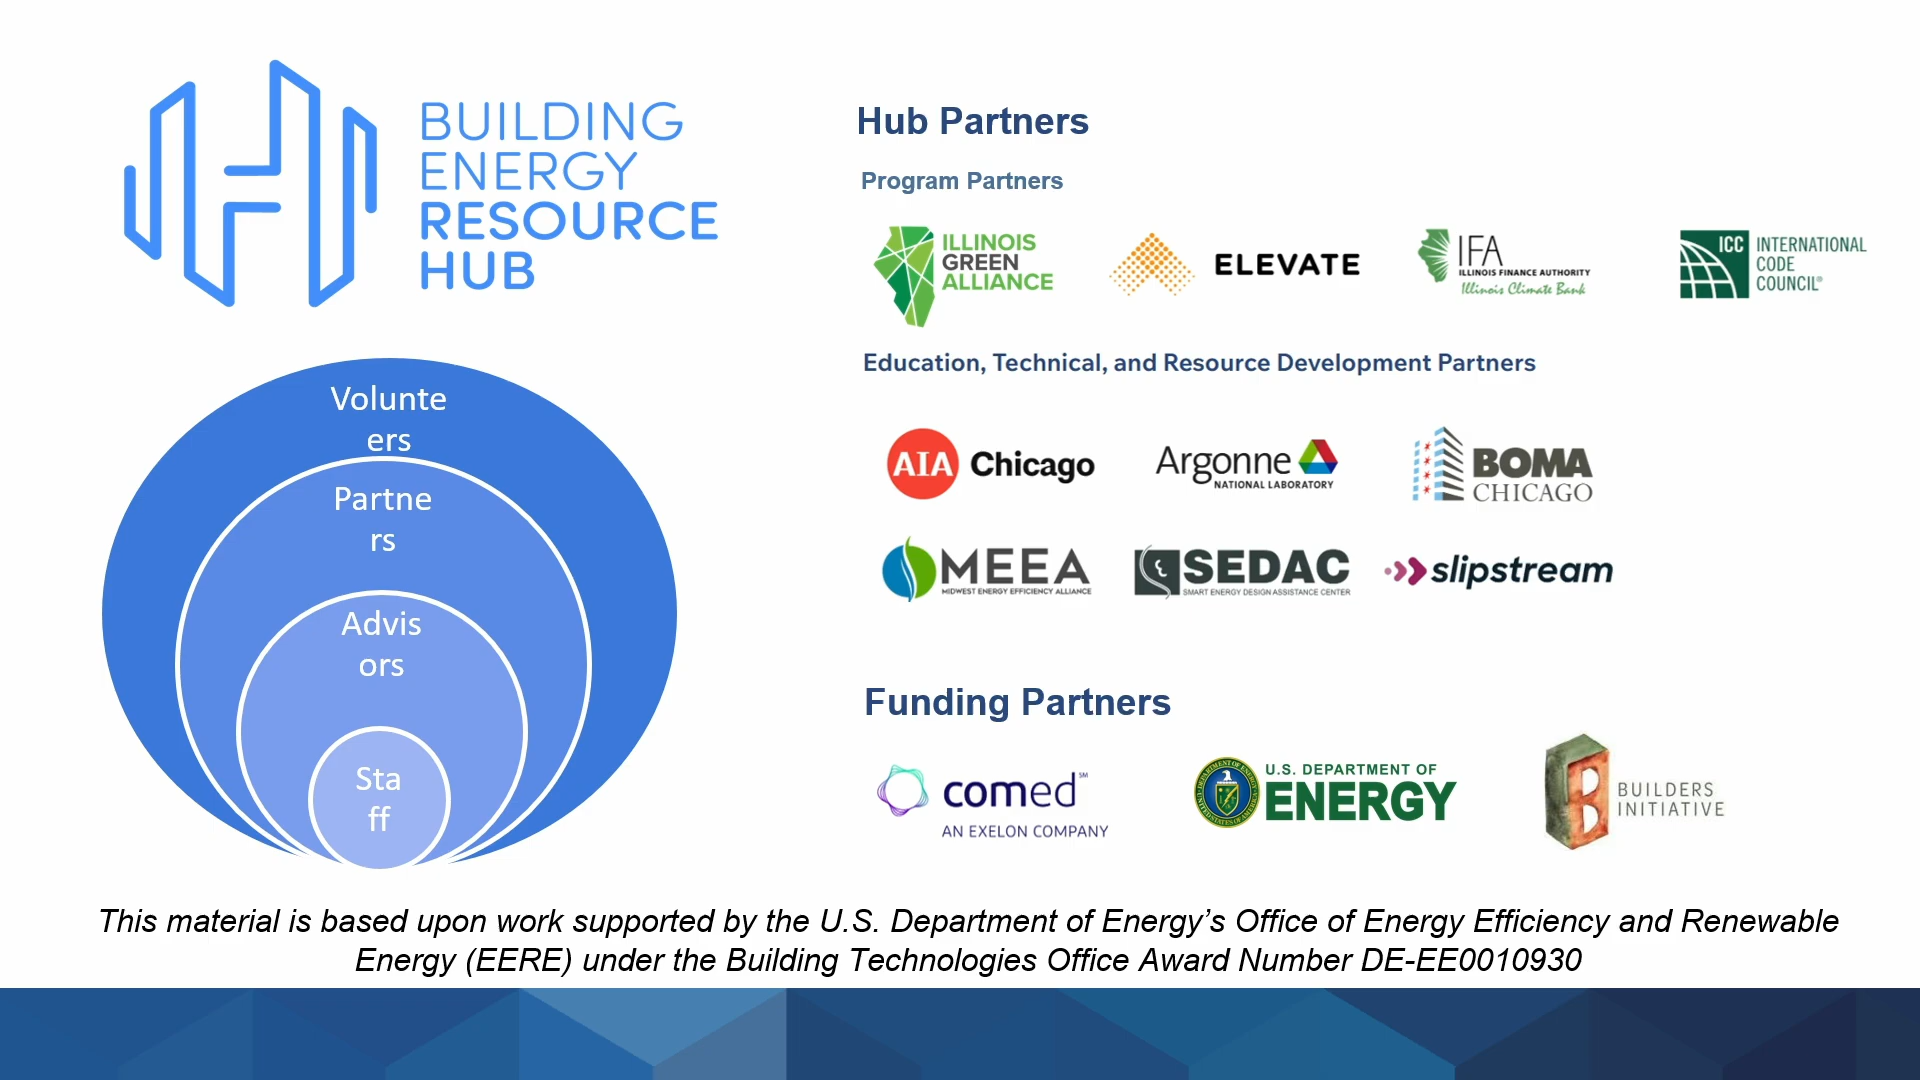 BUILDING
ENERGY
RESOURCE
HUB
Volunte
ers
Partne
rs
Advis
ors
Sta
ff
Hub Partners
Program Partners
ILLINOIS
GREEN
ALLIANCE
ELEVATE
IFA
ILLINOIS FINANCE AUTHORITY
Illinois Climate Bank
ICC
INTERNATIONAL
CODE
COUNCIL®
Education, Technical, and Resource Development Partners
AIA Chicago
Argonne
NATIONAL LABORATORY
BOMA
CHICAGO
MEEA
MIDWEST ENERGY EFFICIENCY ALLIANCE
SEDAC
SMART ENERGY DESIGN ASSISTANCE CENTER
slipstream
Funding Partners
comed℠
AN EXELON COMPANY
U.S. DEPARTMENT OF
ENERGY
BUILDERS
INITIATIVE
This material is based upon work supported by the U.S. Department of Energy’s Office of Energy Efficiency and Renewable
Energy (EERE) under the Building Technologies Office Award Number DE-EE0010930